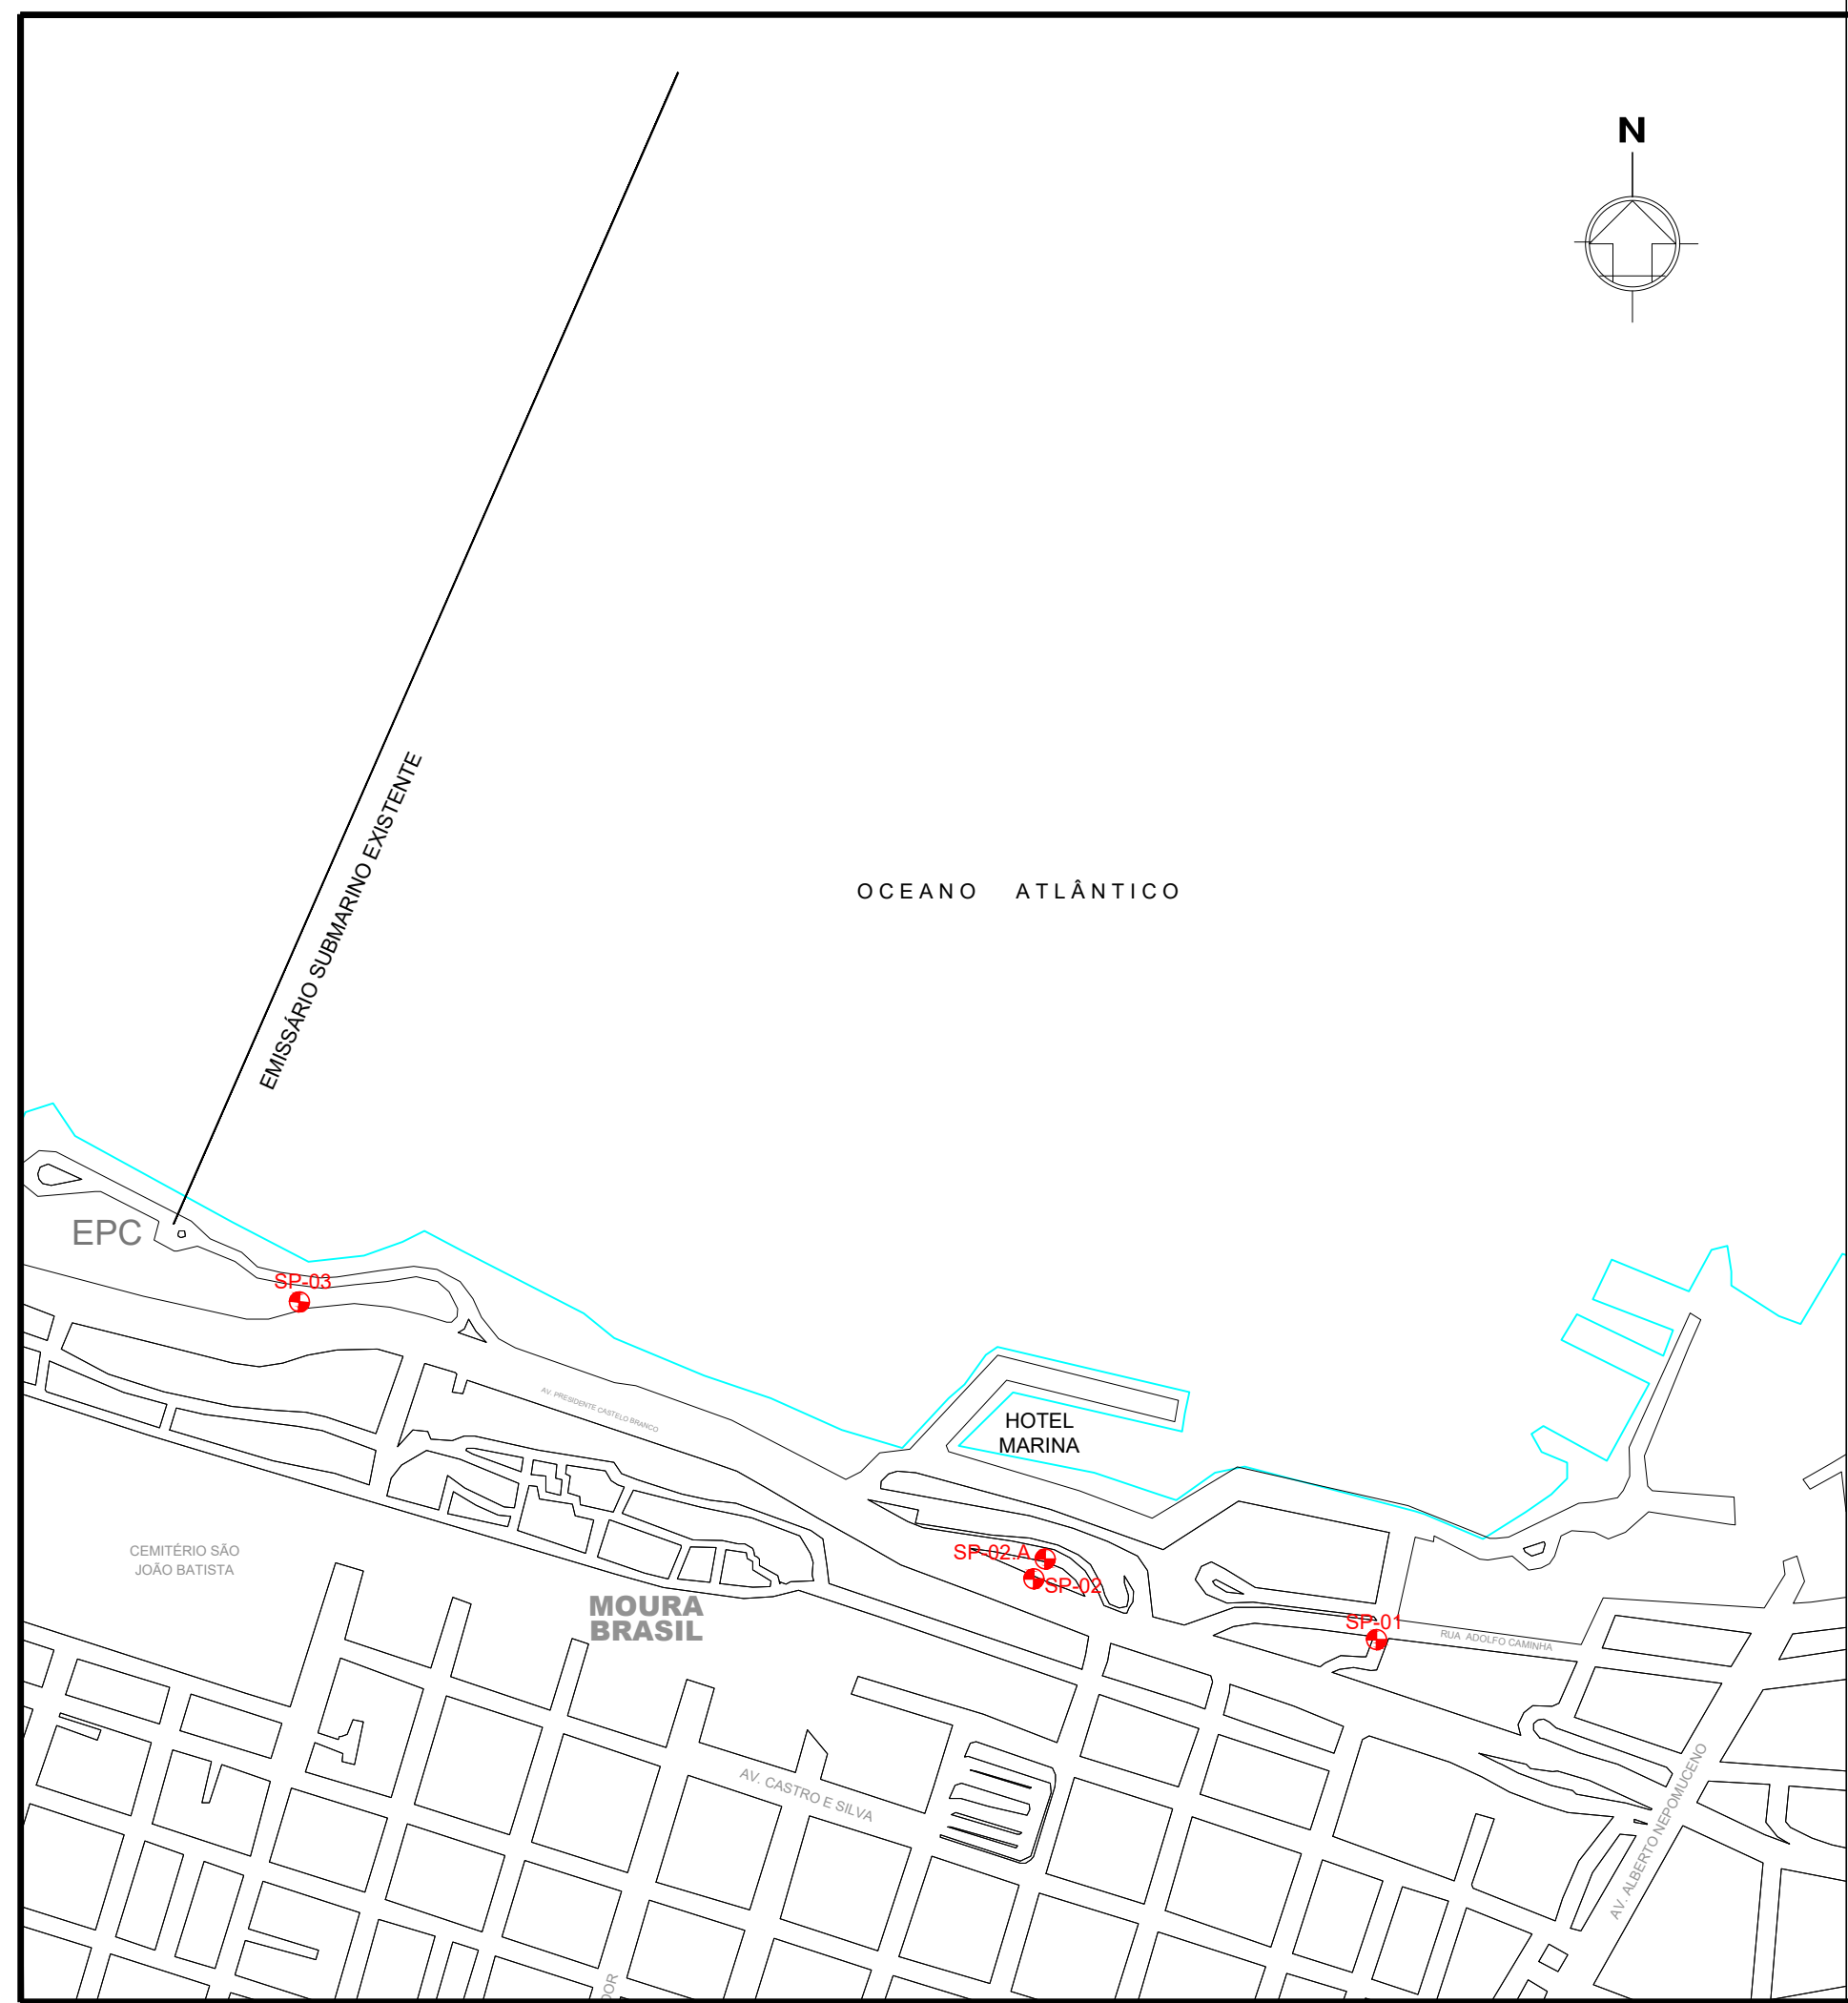 N
EMISSÁRIO SUBMARINO EXISTENTE
OCEANO ATLÂNTICO
EPC
SP-03
AV. PRESIDENTE CASTELO BRANCO
HOTEL
MARINA
CEMITÉRIO SÃO
JOÃO BATISTA
SP-02.A
SP-02
MOURA
BRASIL
SP-01
RUA ADOLFO CAMINHA
AV. CASTRO E SILVA
AV. ALBERTO NEPOMUCENO